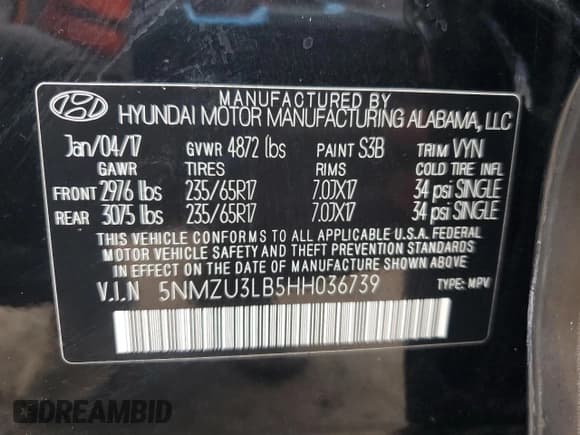 MANUFACTURED BY
HYUNDAI MOTOR MANUFACTURING ALABAMA, LLC
Jan/04/17 GVWR 4872 lbs PAINT S3B TRIM VYN
GAWR TIRES RIMS COLD TIRE INFL
FRONT 2976 lbs 235/65R17 7.0JX17 34 psi SINGLE
REAR 3075 lbs 235/65R17 7.0JX17 34 psi SINGLE
THIS VEHICLE CONFORMS TO ALL APPLICABLE U.S.A. FEDERAL
MOTOR VEHICLE SAFETY AND THEFT PREVENTION STANDARDS
IN EFFECT ON THE DATE OF MANUFACTURE SHOWN ABOVE.
V.I.N 5NMZU3LB5HH036739 TYPE: MPV
DREAMBID